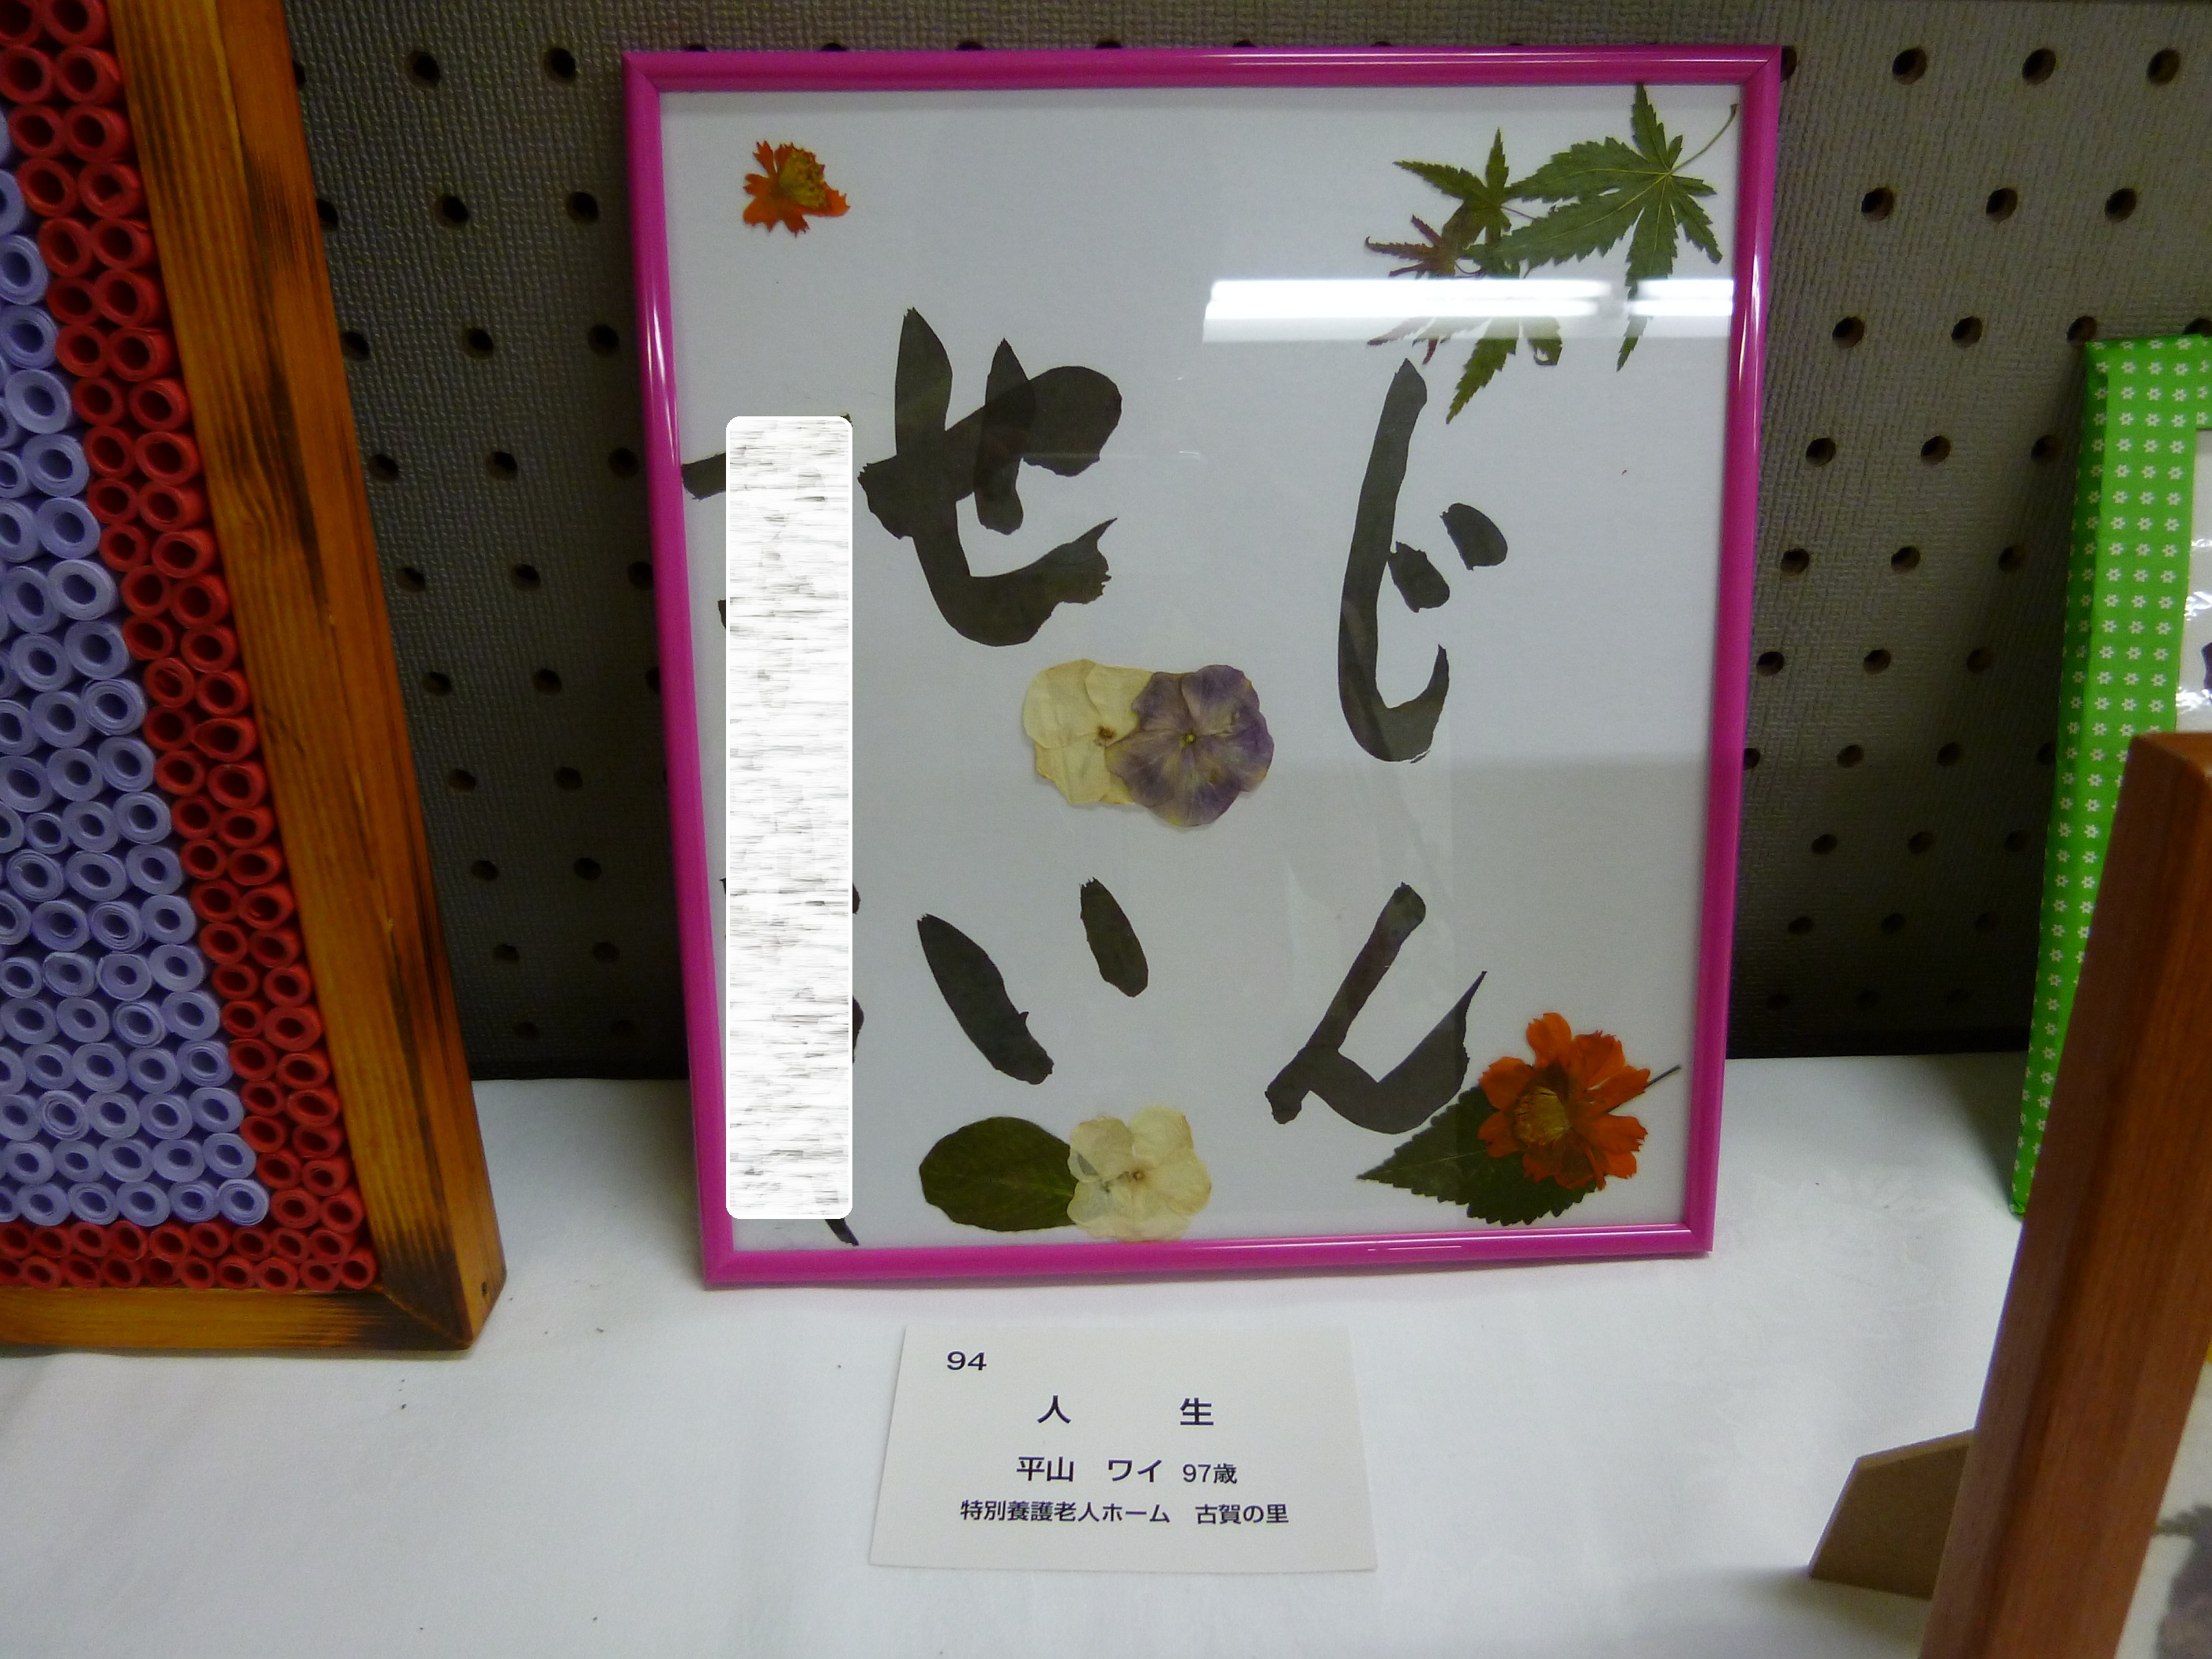 じん
せい
94
人 生
平山 ワイ 97歳
特別養護老人ホーム 古賀の里